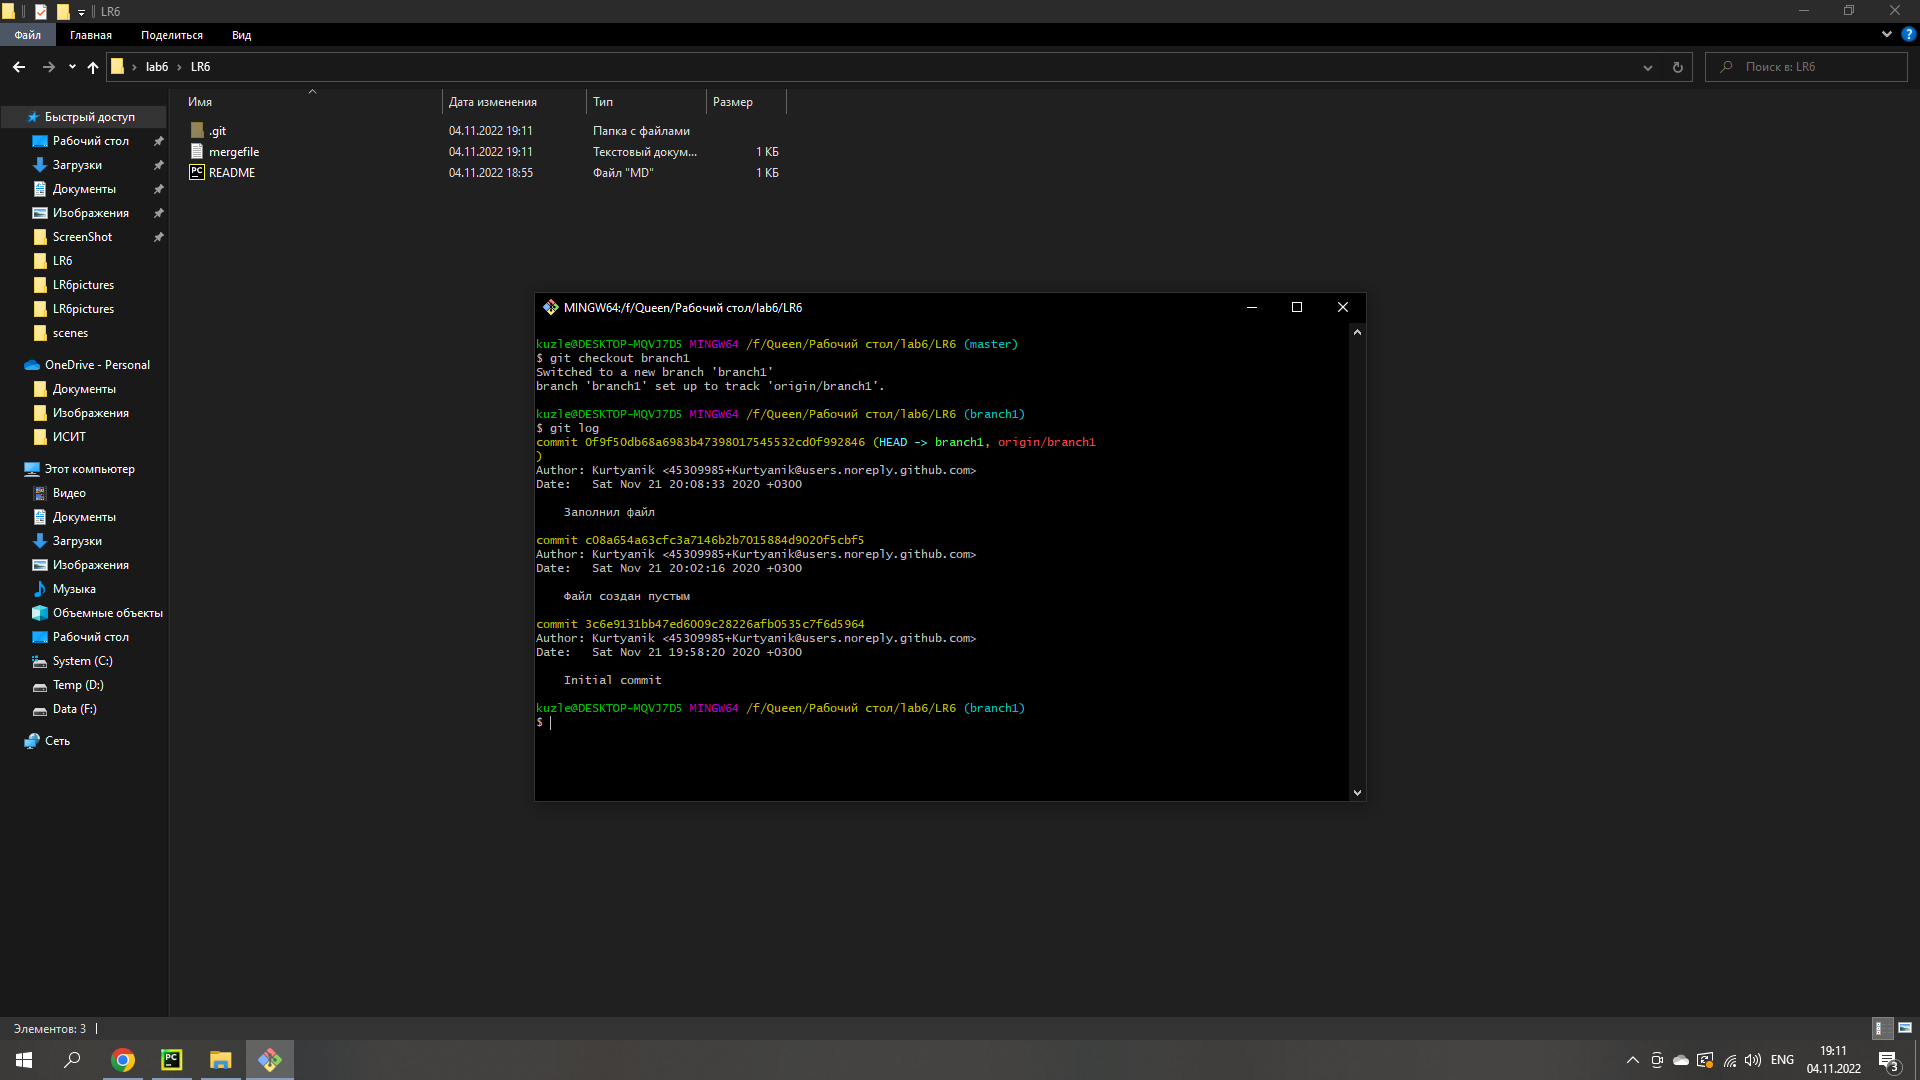 LR6
Файл Главная Поделиться Вид
lab6 LR6
Поиск в: LR6
Имя Дата изменения Тип Размер
.git 04.11.2022 19:11 Папка с файлами
mergefile 04.11.2022 19:11 Текстовый докум... 1 КБ
README 04.11.2022 18:55 Файл "MD" 1 КБ
Быстрый доступ
Рабочий стол
Загрузки
Документы
Изображения
ScreenShot
LR6
LR6pictures
LR6pictures
scenes
OneDrive - Personal
Документы
Изображения
ИСИТ
Этот компьютер
Видео
Документы
Загрузки
Изображения
Музыка
Объемные объекты
Рабочий стол
System (C:)
Temp (D:)
Data (F:)
Сеть
MINGW64:/f/Queen/Рабочий стол/lab6/LR6
kuzle@DESKTOP-MQVJ7D5 MINGW64 /f/Queen/Рабочий стол/lab6/LR6 (master)
$ git checkout branch1
Switched to a new branch 'branch1'
branch 'branch1' set up to track 'origin/branch1'.
kuzle@DESKTOP-MQVJ7D5 MINGW64 /f/Queen/Рабочий стол/lab6/LR6 (branch1)
$ git log
commit 0f9f50db68a6983b47398017545532cd0f992846 (HEAD -> branch1, origin/branch1
)
Author: Kurtyanik <45309985+Kurtyanik@users.noreply.github.com>
Date:   Sat Nov 21 20:08:33 2020 +0300
Заполнил файл
commit c08a654a63cfc3a7146b2b7015884d9020f5cbf5
Author: Kurtyanik <45309985+Kurtyanik@users.noreply.github.com>
Date:   Sat Nov 21 20:02:16 2020 +0300
Файл создан пустым
commit 3c6e9131bb47ed6009c28226afb0535c7f6d5964
Author: Kurtyanik <45309985+Kurtyanik@users.noreply.github.com>
Date:   Sat Nov 21 19:58:20 2020 +0300
Initial commit
kuzle@DESKTOP-MQVJ7D5 MINGW64 /f/Queen/Рабочий стол/lab6/LR6 (branch1)
$
Элементов: 3
PC
ENG
19:11
04.11.2022
3